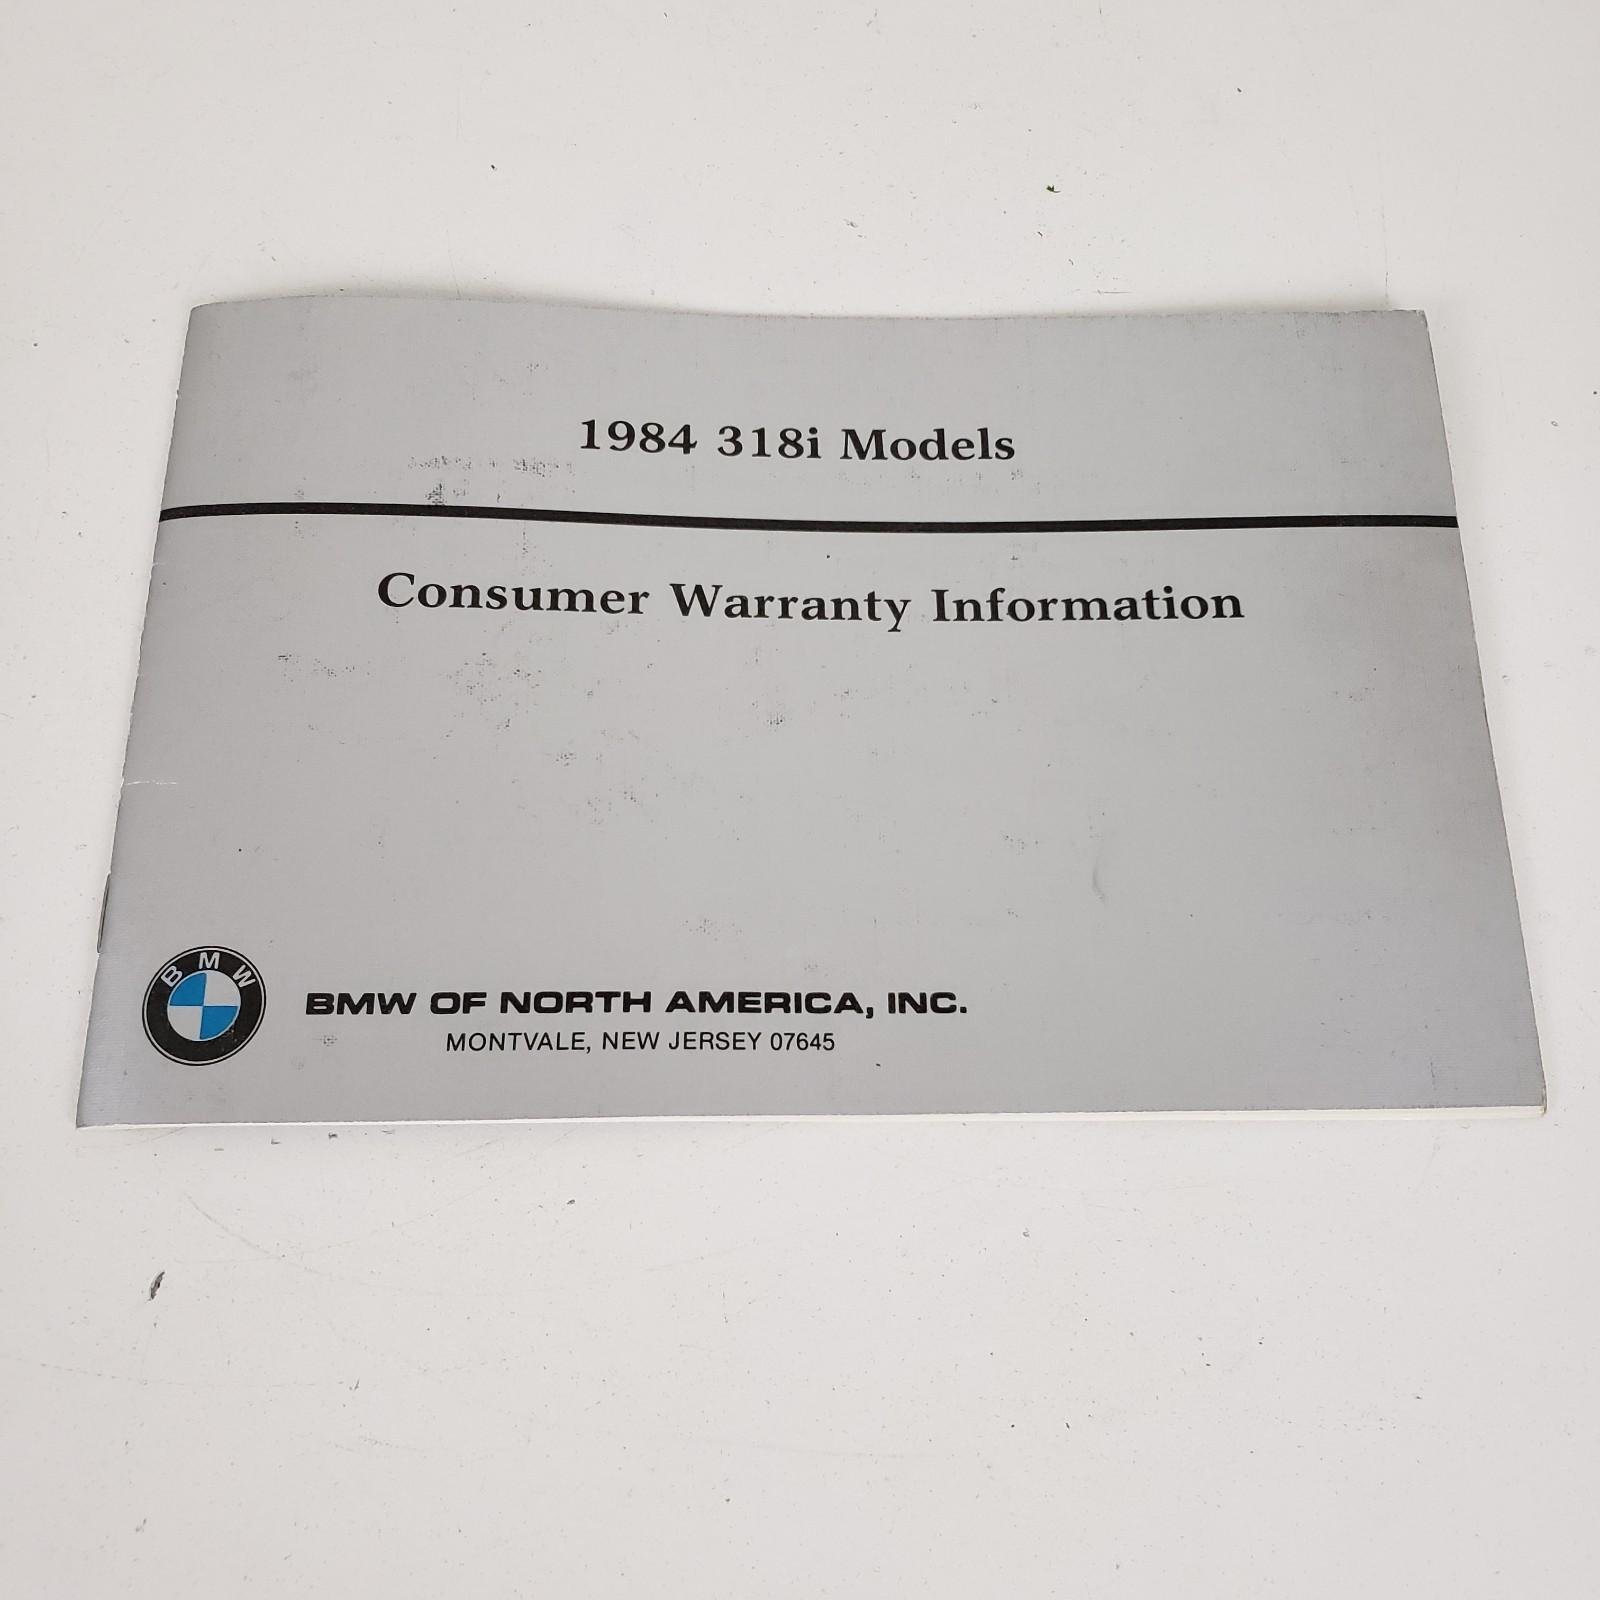 1984 318i Models
Consumer Warranty Information
BMW
BMW OF NORTH AMERICA, INC.
MONTVALE, NEW JERSEY 07645